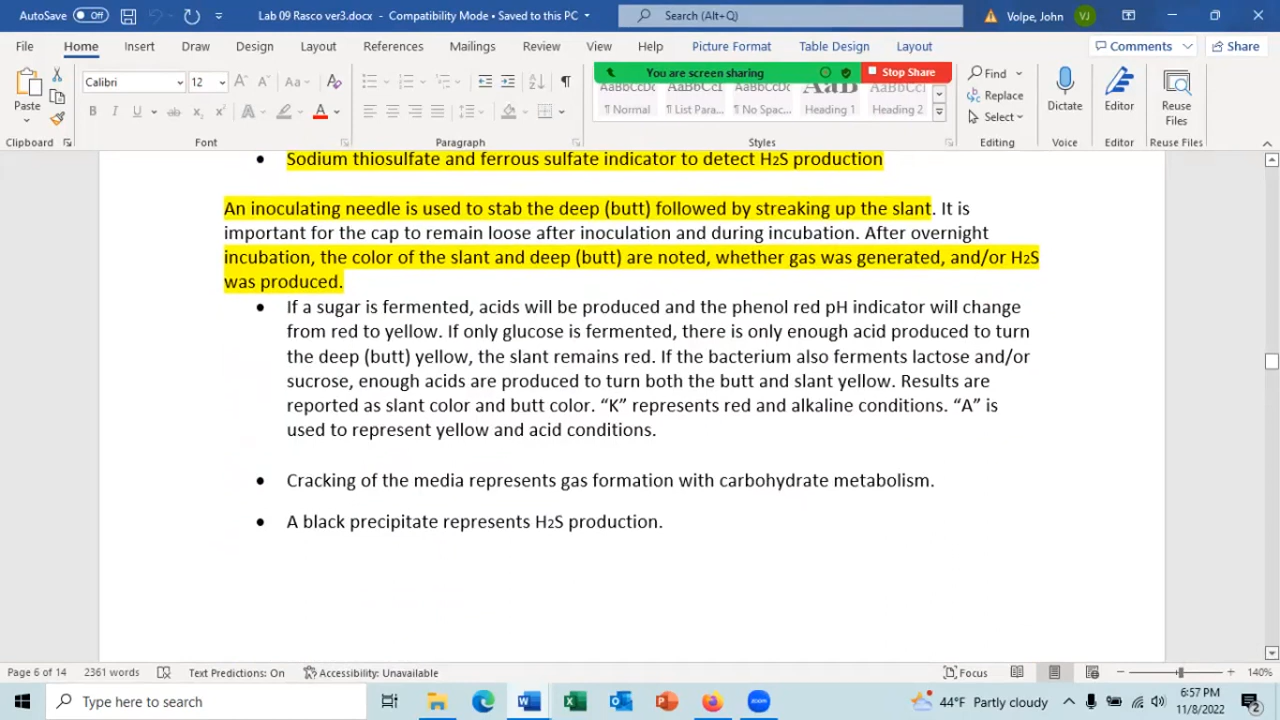 AutoSave Off Lab 09 Rasco ver3.docx - Compatibility Mode • Saved to this PC Search (Alt+Q) Volpe, John VJ
File Home Insert Draw Design Layout References Mailings Review View Help Picture Format Table Design Layout Comments Share
You are screen sharing Stop Share
Paste Calibri 12 A A Aa A AaBbCcDc AaBbCcI AaBbCcDc AaB AaBbCcC Find Replace Select Dictate Editor Reuse Files
B I U ab x₂ x² A A ¶ Normal ¶ List Para... ¶ No Spac... Heading 1 Heading 2
Clipboard Font Paragraph Styles Editing Voice Editor Reuse Files
• Sodium thiosulfate and ferrous sulfate indicator to detect H2S production
An inoculating needle is used to stab the deep (butt) followed by streaking up the slant. It is
important for the cap to remain loose after inoculation and during incubation. After overnight
incubation, the color of the slant and deep (butt) are noted, whether gas was generated, and/or H2S
was produced.
• If a sugar is fermented, acids will be produced and the phenol red pH indicator will change
from red to yellow. If only glucose is fermented, there is only enough acid produced to turn
the deep (butt) yellow, the slant remains red. If the bacterium also ferments lactose and/or
sucrose, enough acids are produced to turn both the butt and slant yellow. Results are
reported as slant color and butt color. “K” represents red and alkaline conditions. “A” is
used to represent yellow and acid conditions.
• Cracking of the media represents gas formation with carbohydrate metabolism.
• A black precipitate represents H2S production.
Page 6 of 14 2361 words Text Predictions: On Accessibility: Unavailable Focus 140%
Type here to search zoom 44°F Partly cloudy 6:57 PM
11/8/2022 2